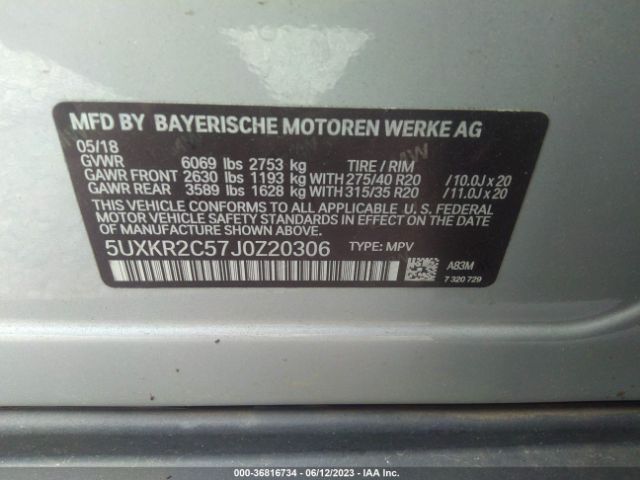 MFD BY BAYERISCHE MOTOREN WERKE AG
05/18
GVWR 6069 lbs 2753 kg TIRE / RIM
GAWR FRONT 2630 lbs 1193 kg WITH 275/40 R20 / 10.0J x 20
GAWR REAR 3589 lbs 1628 kg WITH 315/35 R20 / 11.0J x 20
THIS VEHICLE CONFORMS TO ALL APPLICABLE U. S. FEDERAL
MOTOR VEHICLE SAFETY STANDARDS IN EFFECT ON THE DATE
OF MANUFACTURE SHOWN ABOVE.
5UXKR2C57J0Z20306 TYPE: MPV
A83M
7 320 729
000-36816734 - 06/12/2023 - IAA Inc.